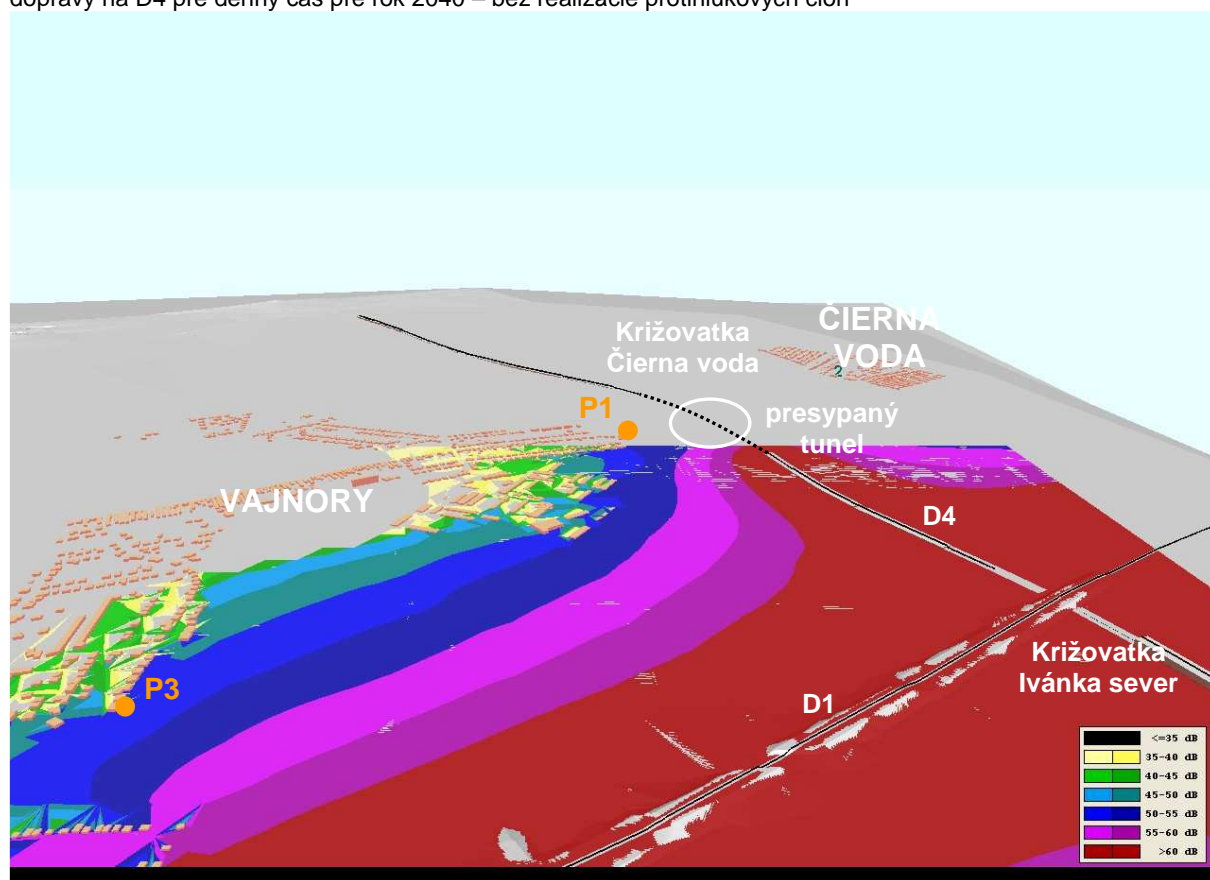 dopravy na D4 pre denný čas pre rok 2040 – bez realizácie protihlukových clôn
ČIERNA
VODA
2
Križovatka
Čierna voda
P1
presypaný
tunel
VAJNORY
D4
P3
Križovatka
Ivánka sever
D1
<=35 dB
35-40 dB
40-45 dB
45-50 dB
50-55 dB
55-60 dB
>60 dB